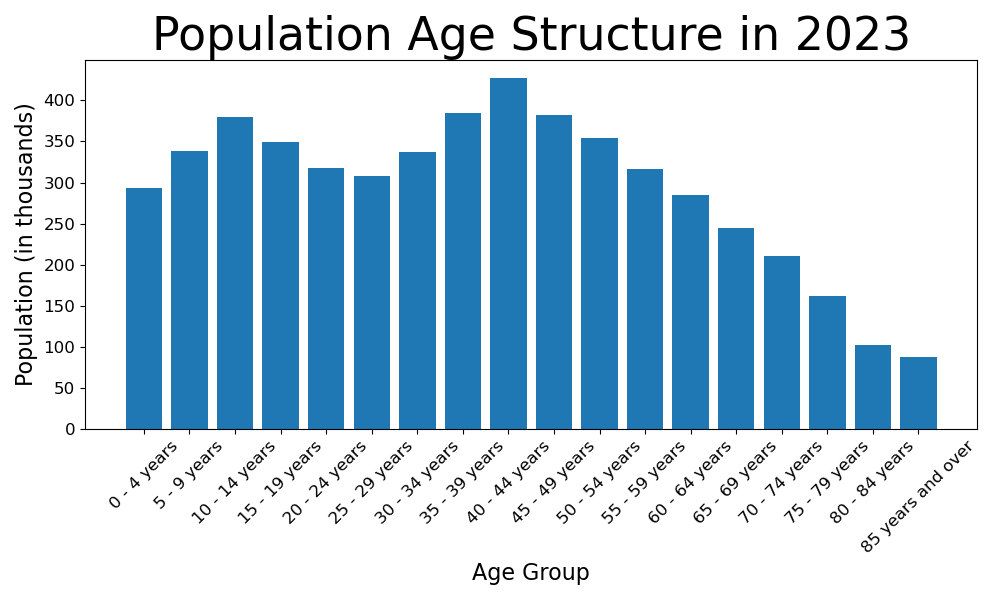 Population Age Structure in 2023
Population (in thousands)
400
350
300
250
200
150
100
50
0
0 - 4 years
5 - 9 years
10 - 14 years
15 - 19 years
20 - 24 years
25 - 29 years
30 - 34 years
35 - 39 years
40 - 44 years
45 - 49 years
50 - 54 years
55 - 59 years
60 - 64 years
65 - 69 years
70 - 74 years
75 - 79 years
80 - 84 years
85 years and over
Age Group